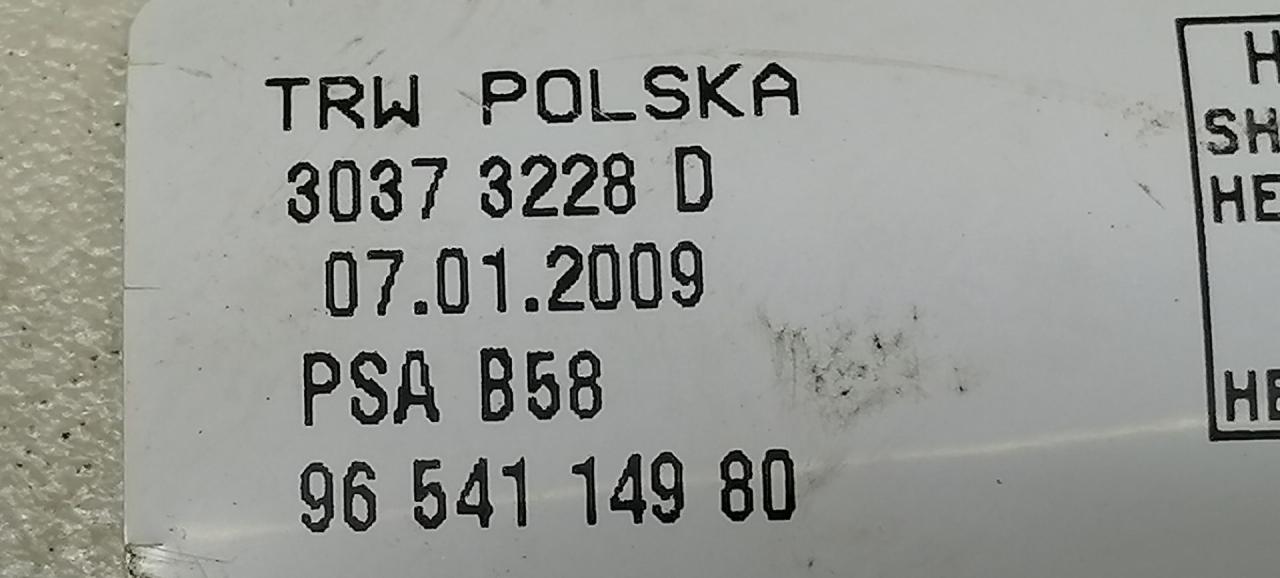 TRW POLSKA
3037 3228 D
07.01.2009
PSA B58
96 541 149 80